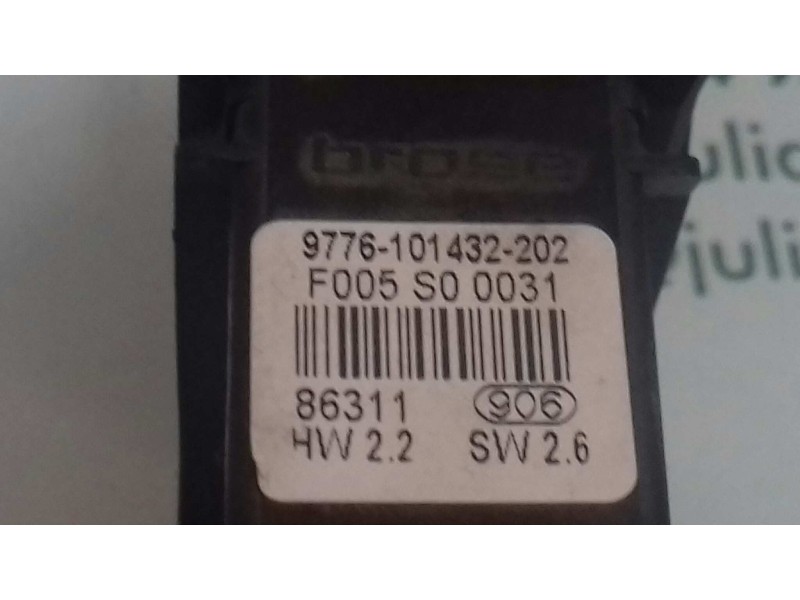 brose
9776-101432-202
F005 S0 0031
86311 906
HW 2.2 SW 2.6